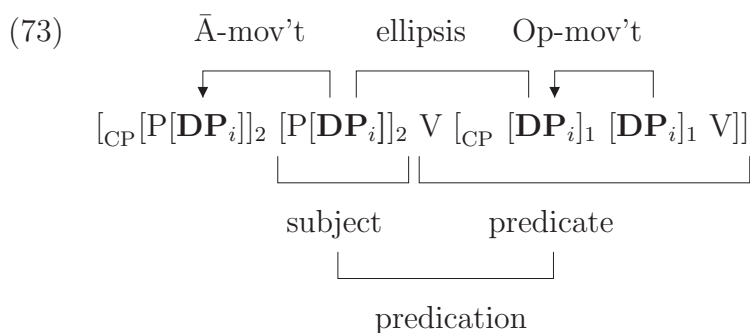 (73) Ā-mov't ellipsis Op-mov't
[CP[P[DPi]]2 [P[DPi]]2 V [CP [DPi]1 [DPi]1 V]]
subject predicate
predication